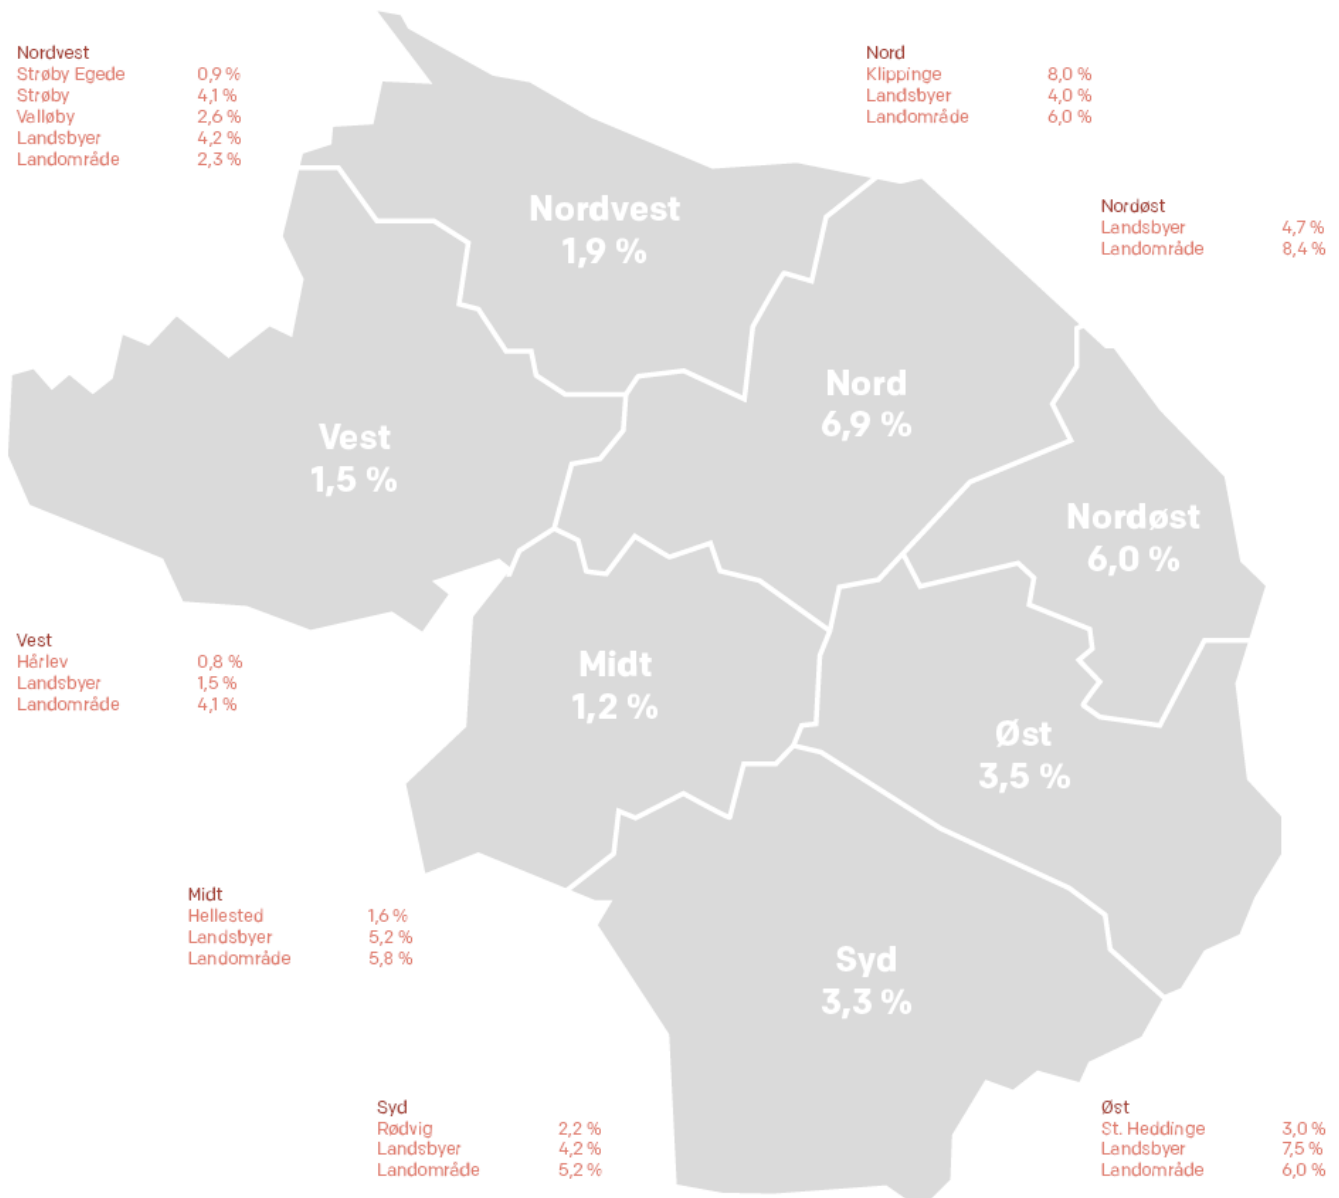 Nordvest
Strøby Egede 0,9 %
Strøby 4,1 %
Valløby 2,6 %
Landsbyer 4,2 %
Landområde 2,3 %
Nord
Klippinge 8,0 %
Landsbyer 4,0 %
Landområde 6,0 %
Nordøst
Landsbyer 4,7 %
Landområde 8,4 %
Nordvest
1,9 %
Nord
6,9 %
Vest
1,5 %
Nordøst
6,0 %
Vest
Hårlev 0,8 %
Landsbyer 1,5 %
Landområde 4,1 %
Midt
1,2 %
Øst
3,5 %
Midt
Hellested 1,6 %
Landsbyer 5,2 %
Landområde 5,8 %
Syd
3,3 %
Syd
Rødvig 2,2 %
Landsbyer 4,2 %
Landområde 5,2 %
Øst
St. Heddinge 3,0 %
Landsbyer 7,5 %
Landområde 6,0 %